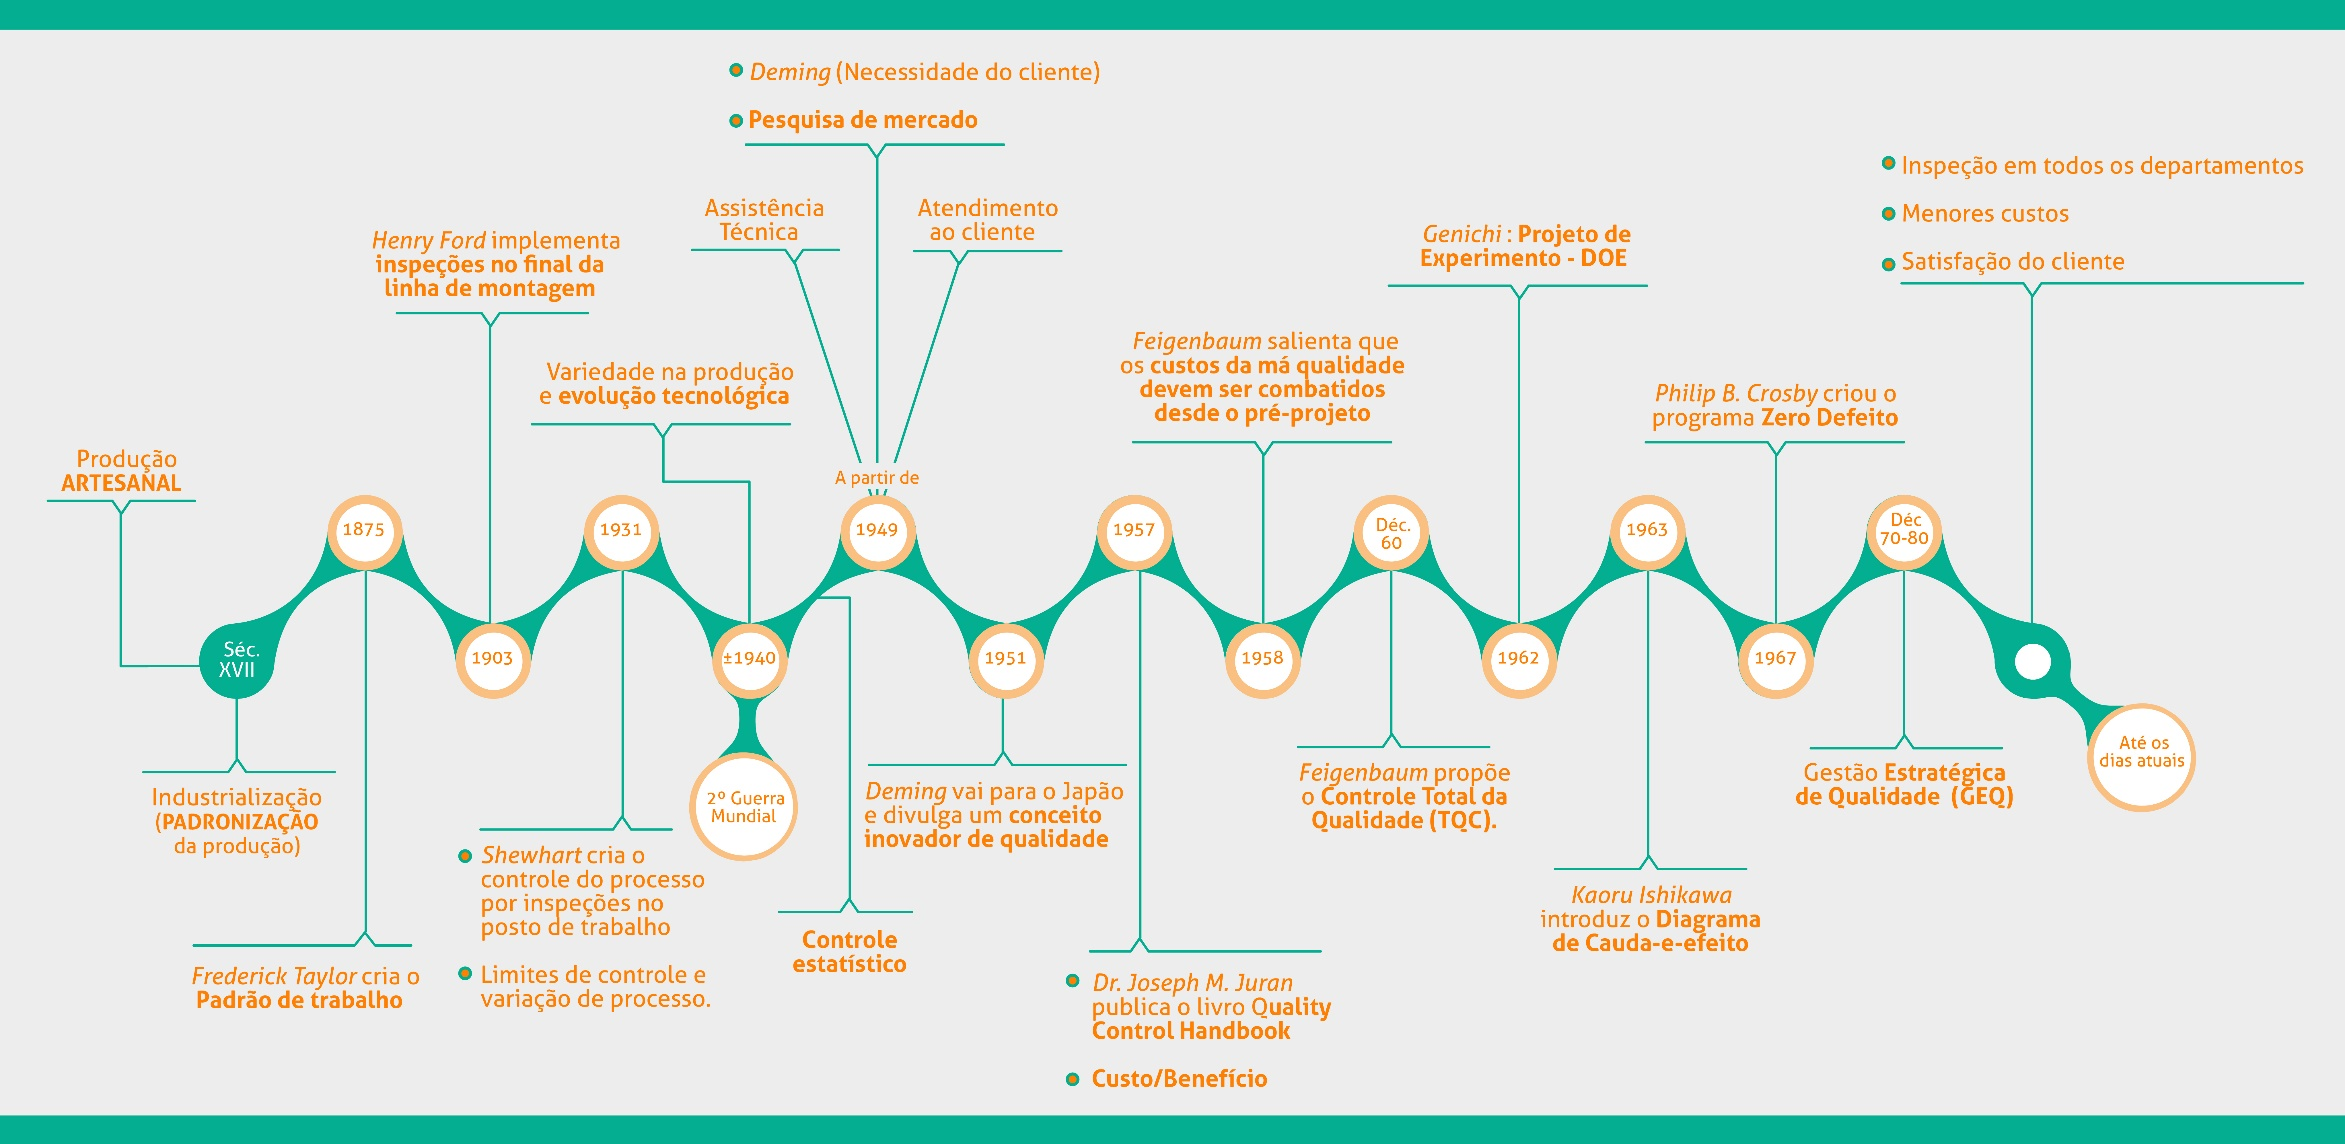 Produção
ARTESANAL
Séc.
XVII
Industrialização
(PADRONIZAÇÃO
da produção)
1875
Frederick Taylor cria o
Padrão de trabalho
Henry Ford implementa
inspeções no final da
linha de montagem
1903
1931
Shewhart cria o
controle do processo
por inspeções no
posto de trabalho
Limites de controle e
variação de processo.
Variedade na produção
e evolução tecnológica
±1940
2º Guerra
Mundial
Controle
estatístico
Deming (Necessidade do cliente)
Pesquisa de mercado
Assistência
Técnica
Atendimento
ao cliente
A partir de
1949
1951
Deming vai para o Japão
e divulga um conceito
inovador de qualidade
1957
Dr. Joseph M. Juran
publica o livro Quality
Control Handbook
Custo/Benefício
Feigenbaum salienta que
os custos da má qualidade
devem ser combatidos
desde o pré-projeto
1958
Déc.
60
Feigenbaum propõe
o Controle Total da
Qualidade (TQC).
Genichi : Projeto de
Experimento - DOE
1962
1963
Kaoru Ishikawa
introduz o Diagrama
de Cauda-e-efeito
Philip B. Crosby criou o
programa Zero Defeito
1967
Déc
70-80
Gestão Estratégica
de Qualidade (GEQ)
Inspeção em todos os departamentos
Menores custos
Satisfação do cliente
Até os
dias atuais